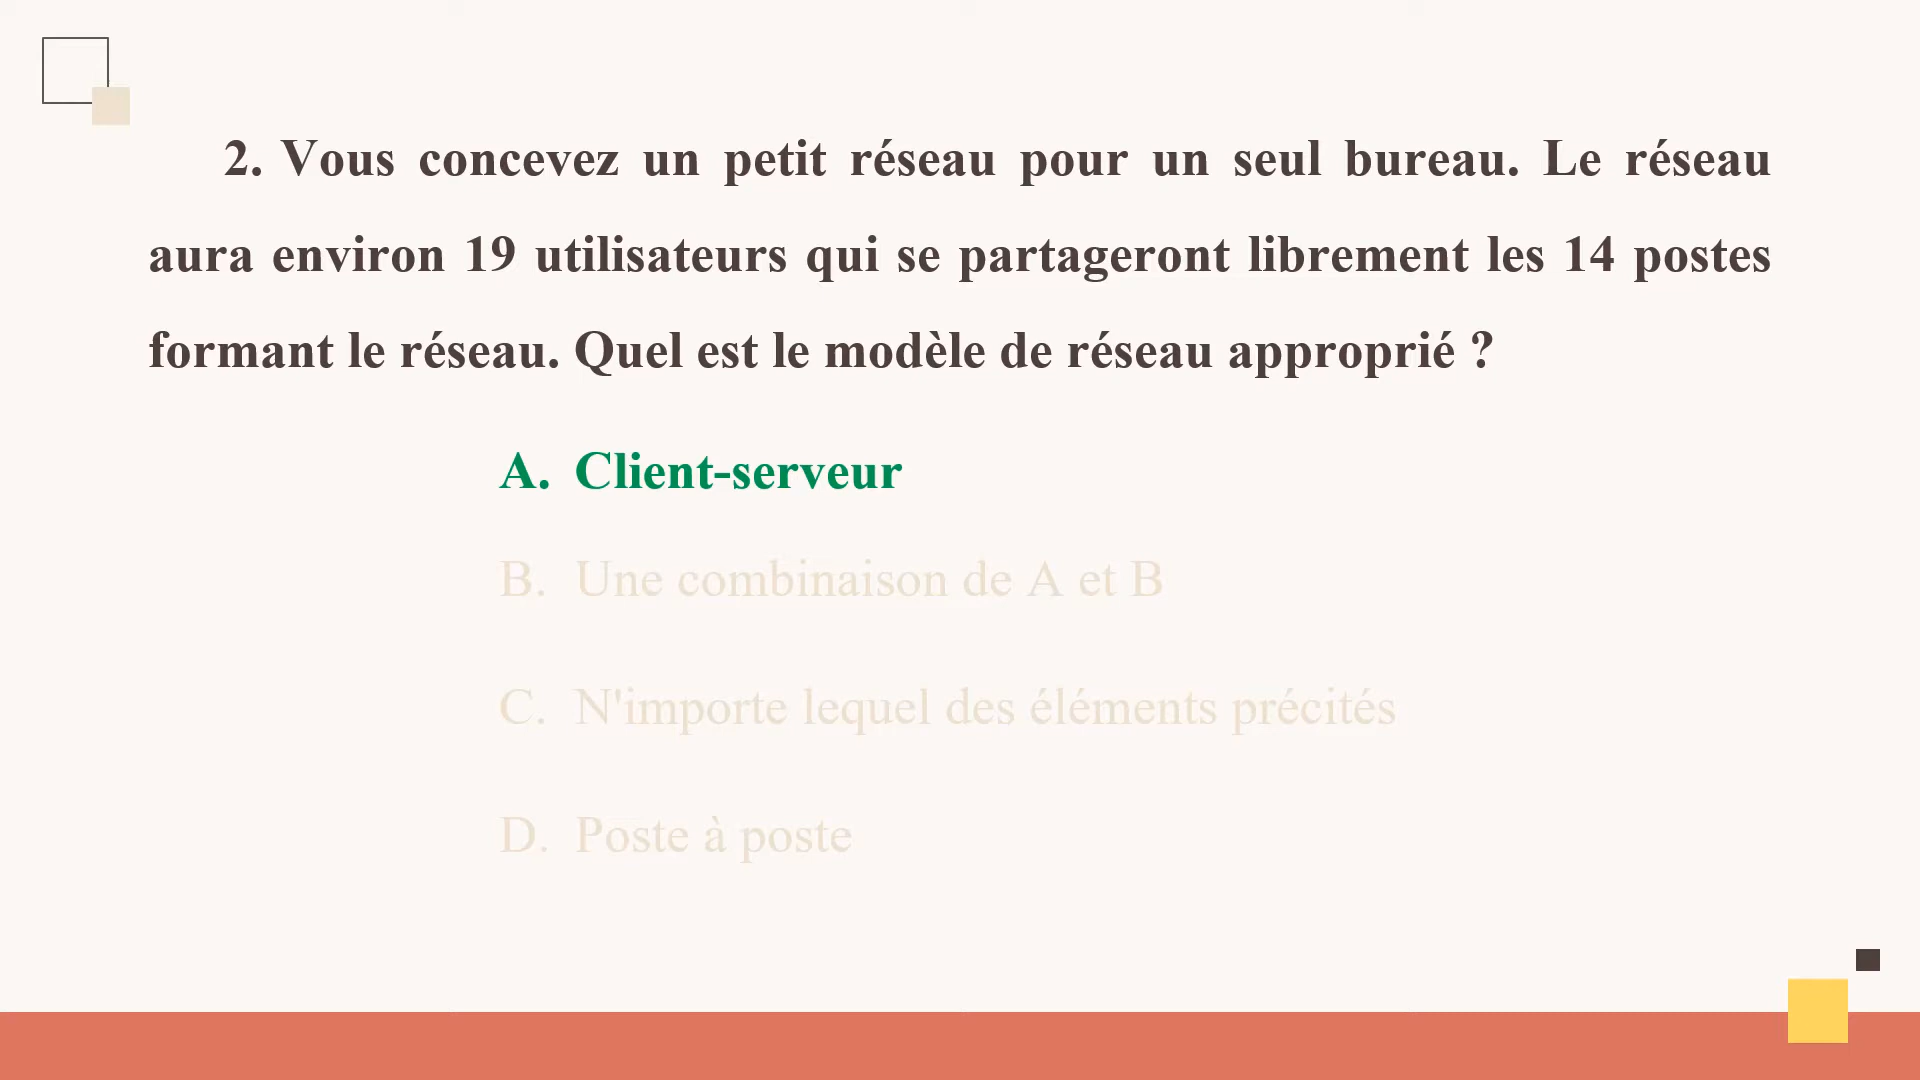 2. Vous concevez un petit réseau pour un seul bureau. Le réseau
aura environ 19 utilisateurs qui se partageront librement les 14 postes
formant le réseau. Quel est le modèle de réseau approprié ?
A. Client-serveur
B. Une combinaison de A et B
C. N'importe lequel des éléments précités
D. Poste à poste